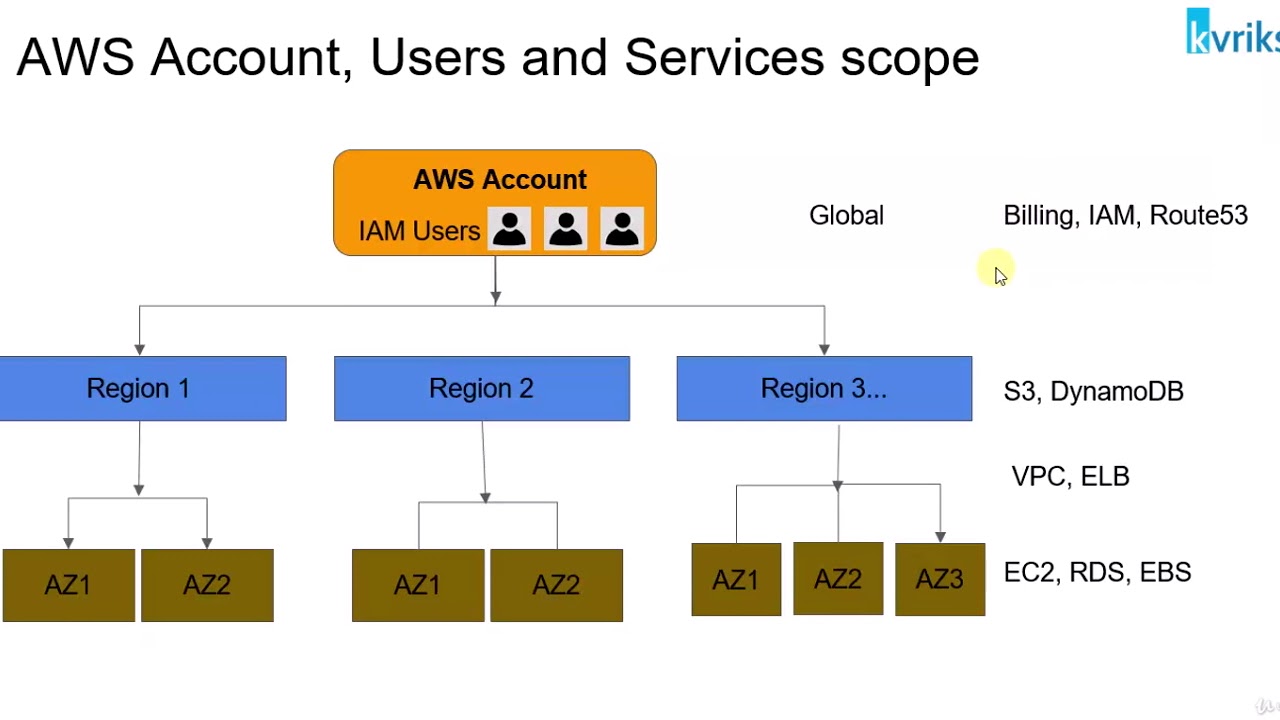 AWS Account, Users and Services scope
kvriks
AWS Account
IAM Users
Global
Billing, IAM, Route53
Region 1
Region 2
Region 3...
S3, DynamoDB
VPC, ELB
AZ1
AZ2
AZ1
AZ2
AZ1
AZ2
AZ3
EC2, RDS, EBS